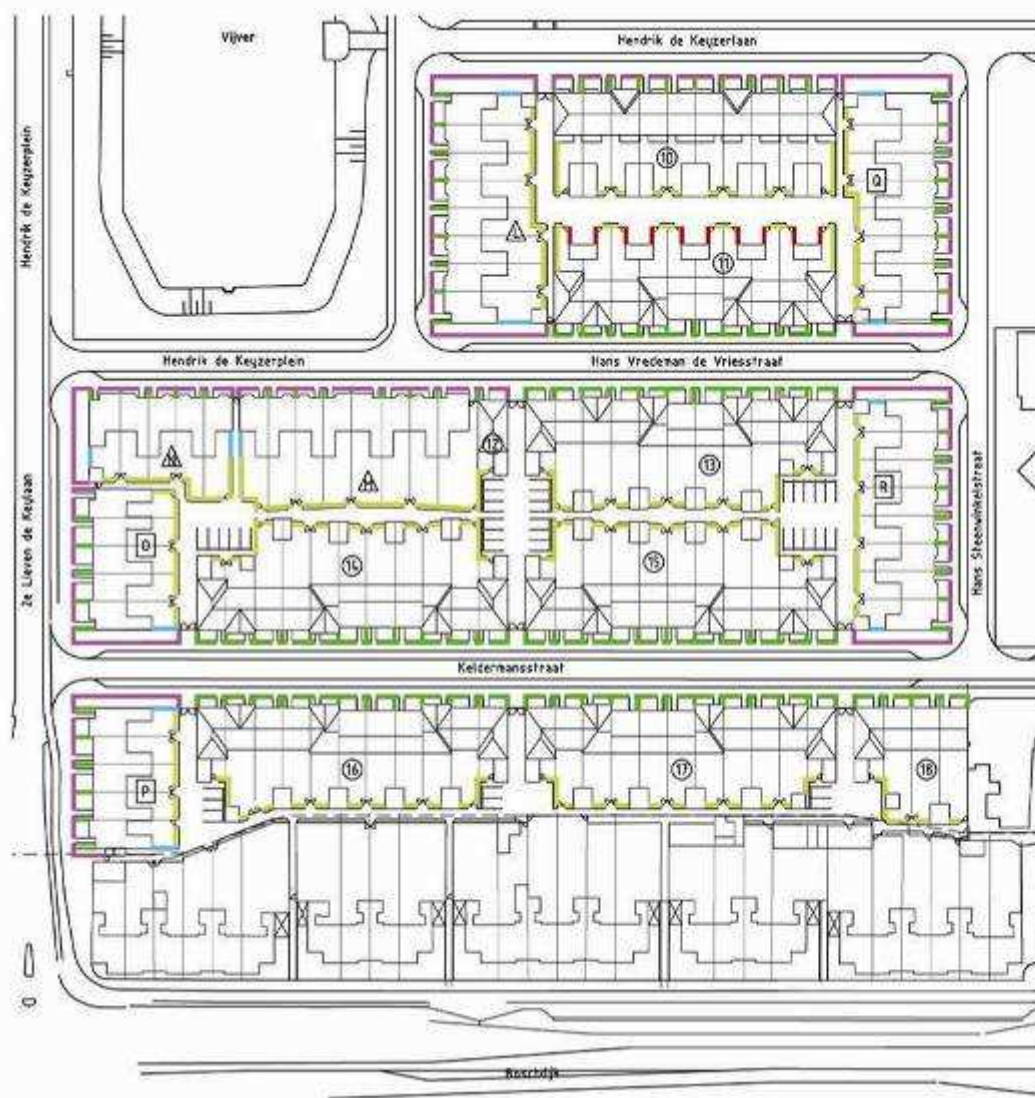 Vijver
Hendrik de Keyzerlaan
Hendrik de Keyzerplein
10
Q
L
11
Hendrik de Keyzerplein
Hans Vredeman de Vriesstraat
12
13
R
2e Lieven de Keylaan
O
14
15
Hans Steenwinkelstraat
Keldermansstraat
P
16
17
18
Boschdijk